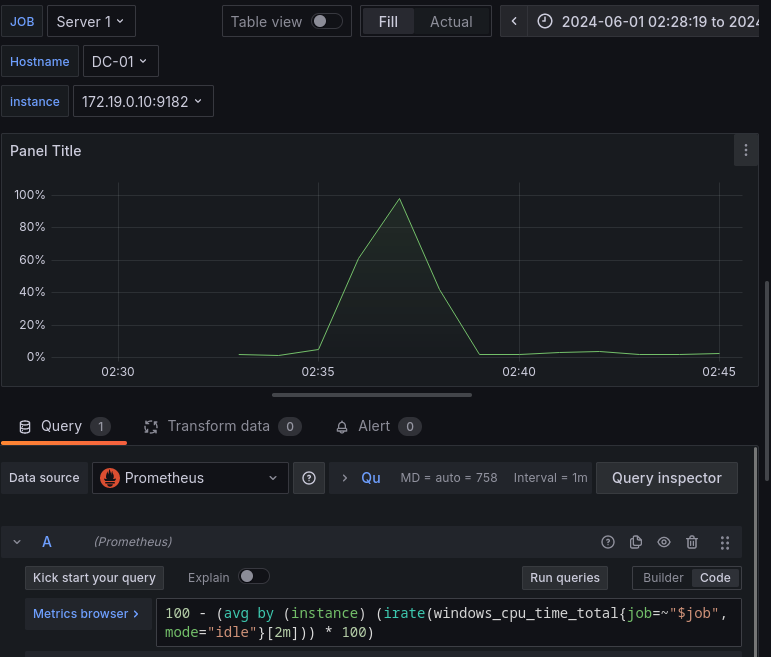 JOB Server 1 Table view Fill Actual 2024-06-01 02:28:19 to 2024
Hostname DC-01
instance 172.19.0.10:9182
Panel Title
100%
80%
60%
40%
20%
0%
02:30 02:35 02:40 02:45
Query 1 Transform data 0 Alert 0
Data source Prometheus Qu MD = auto = 758 Interval = 1m Query inspector
A (Prometheus)
Kick start your query Explain Run queries Builder Code
Metrics browser > 100 - (avg by (instance) (irate(windows_cpu_time_total{job=~"$job",
mode="idle"}[2m])) * 100)